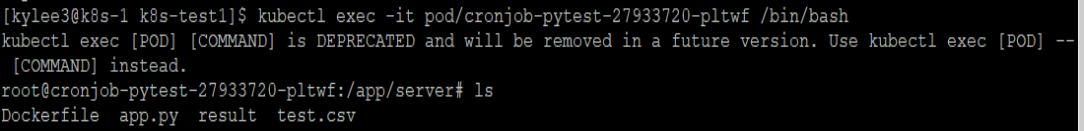 [kylee3@k8s-1 k8s-test1]$ kubectl exec -it pod/cronjob-pytest-27933720-pltwf /bin/bash
kubectl exec [POD] [COMMAND] is DEPRECATED and will be removed in a future version. Use kubectl exec [POD] --
 [COMMAND] instead.
root@cronjob-pytest-27933720-pltwf:/app/server# ls
Dockerfile  app.py  result  test.csv